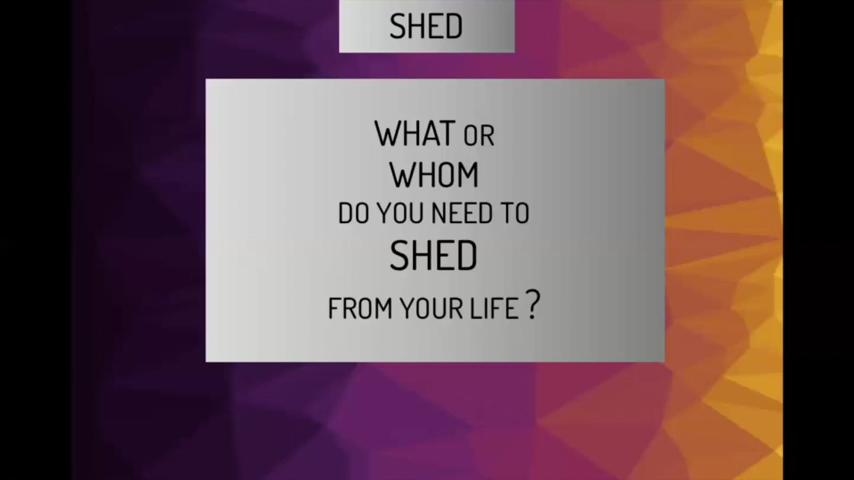 SHED
WHAT OR
WHOM
DO YOU NEED TO
SHED
FROM YOUR LIFE ?